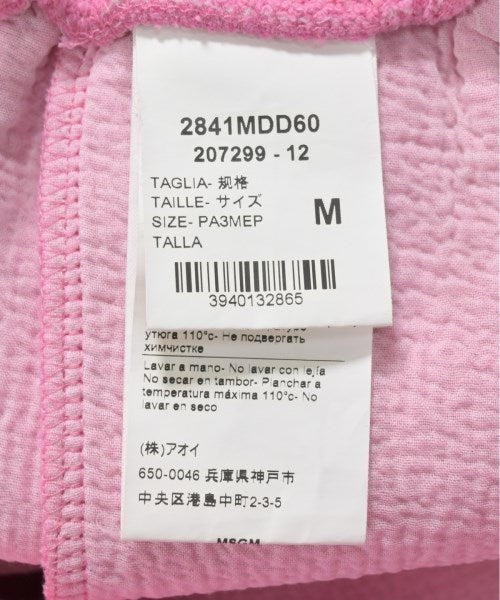 2841MDD60
207299 - 12
TAGLIA- 规格
TAILLE- サイズ
SIZE- РАЗМЕР
TALLA
M
3940132865
утюга 110°c- Не подвергать
химчистке
Lavar a mano- No lavar con lejía
No secar en tambor- Planchar a
temperatura máxima 110°c- No
lavar en seco
(株)アオイ
650-0046 兵庫県神戸市
中央区港島中町2-3-5
MSGM